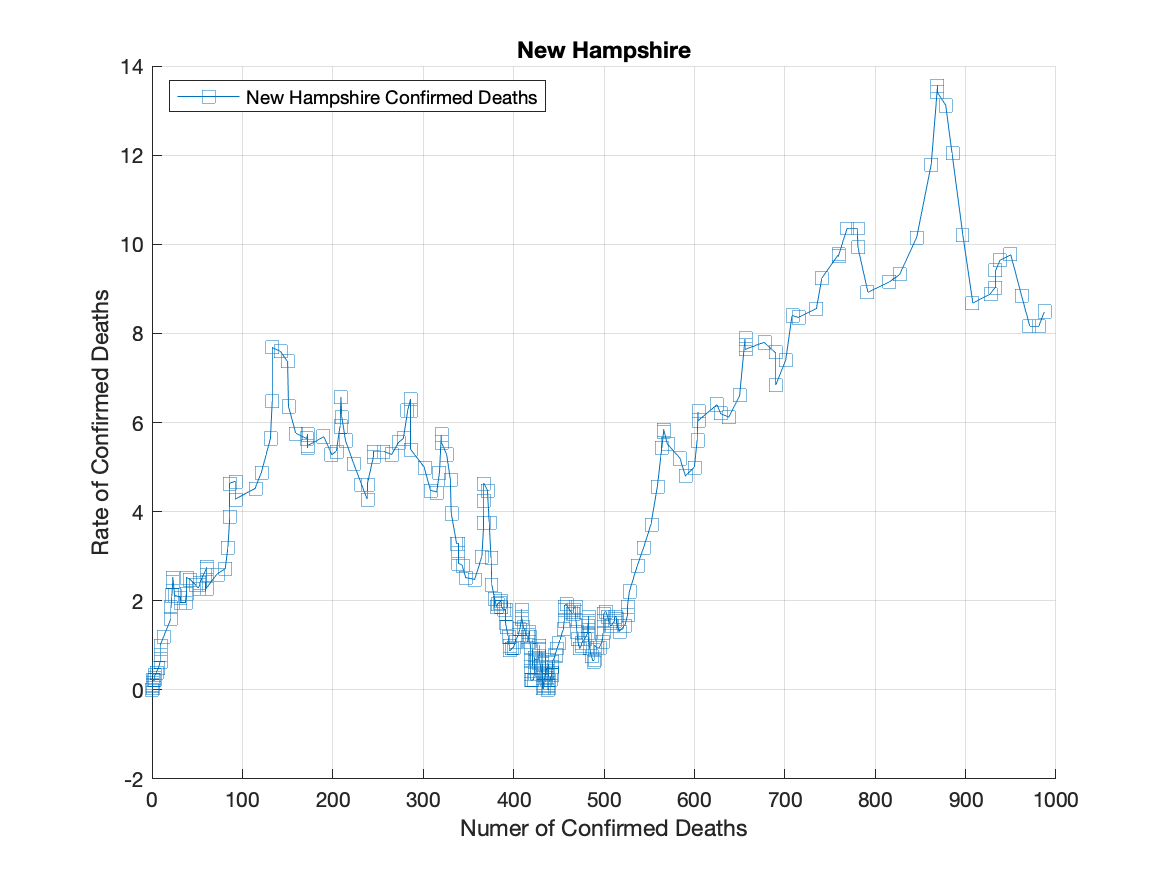 New Hampshire
New Hampshire Confirmed Deaths
14
12
10
8
6
4
2
0
-2
Rate of Confirmed Deaths
0 100 200 300 400 500 600 700 800 900 1000
Numer of Confirmed Deaths